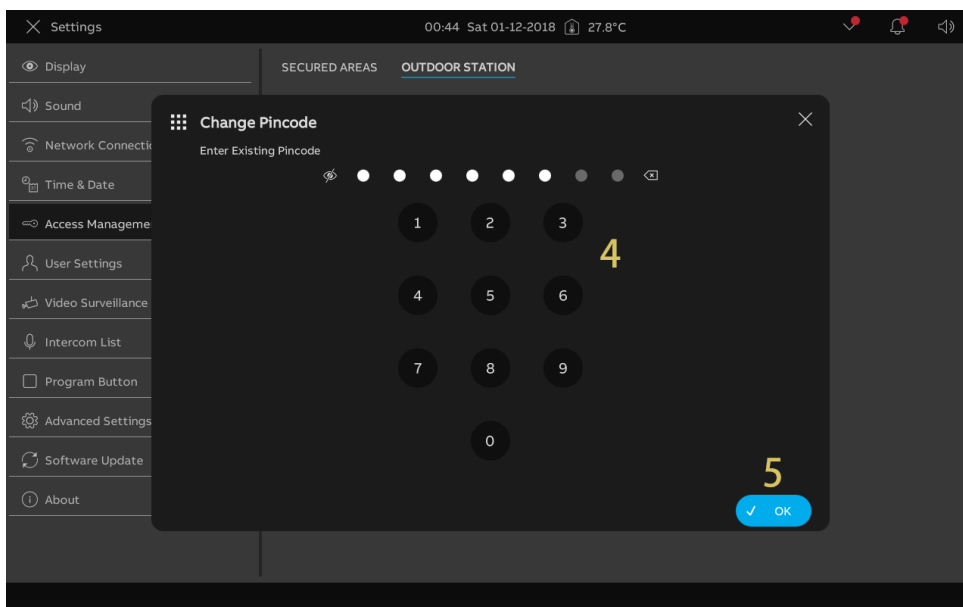 Settings
00:44 Sat 01-12-2018 27.8°C
Display
SECURED AREAS OUTDOOR STATION
Sound
Change Pincode
Network Connectio
Enter Existing Pincode
Time & Date
Access Manageme
1 2 3
4
User Settings
Video Surveillance
4 5 6
Intercom List
7 8 9
Program Button
Advanced Settings
0
Software Update
5
About
OK